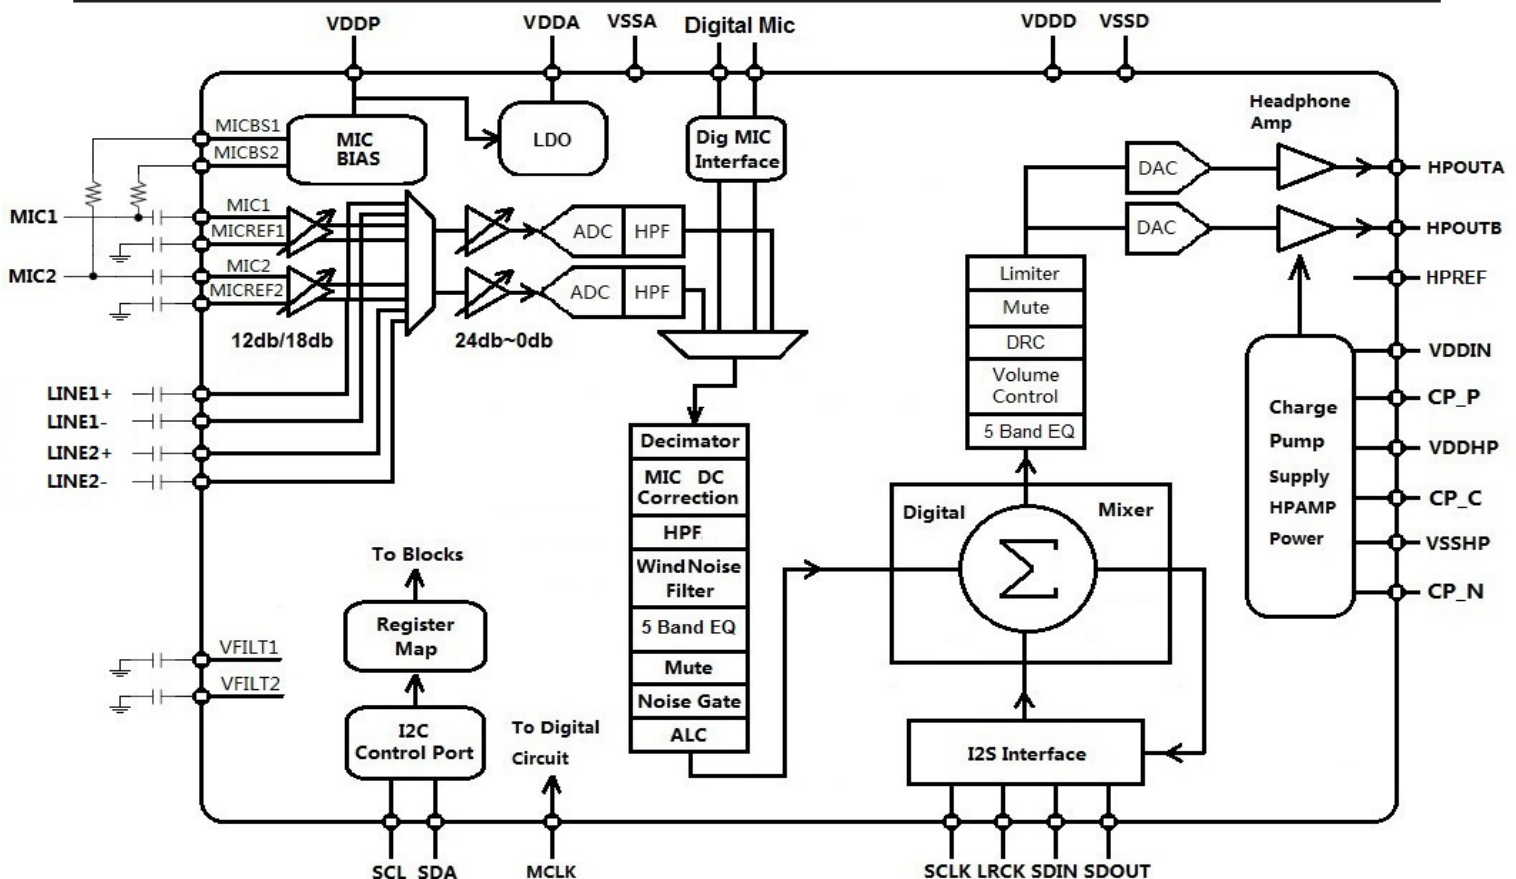 VDDP
VDDA
VSSA
Digital Mic
VDDD
VSSD
MICBS1
MICBS2
MIC
BIAS
LDO
Dig MIC
Interface
Headphone
Amp
DAC
HPOUTA
MIC1
MIC1
MICREF1
ADC
HPF
DAC
HPOUTB
MIC2
MIC2
MICREF2
ADC
HPF
HPREF
12db/18db
24db~0db
Limiter
Mute
DRC
Volume
Control
5 Band EQ
VDDIN
CP_P
VDDHP
CP_C
VSSHP
CP_N
Charge
Pump
Supply
HPAMP
Power
LINE1+
LINE1-
LINE2+
LINE2-
Decimator
MIC DC
Correction
HPF
Wind Noise
Filter
5 Band EQ
Mute
Noise Gate
ALC
Digital
Mixer
Σ
To Blocks
Register
Map
VFILT1
VFILT2
I2C
Control Port
To Digital
Circuit
I2S Interface
SCL
SDA
MCLK
SCLK
LRCK
SDIN
SDOUT